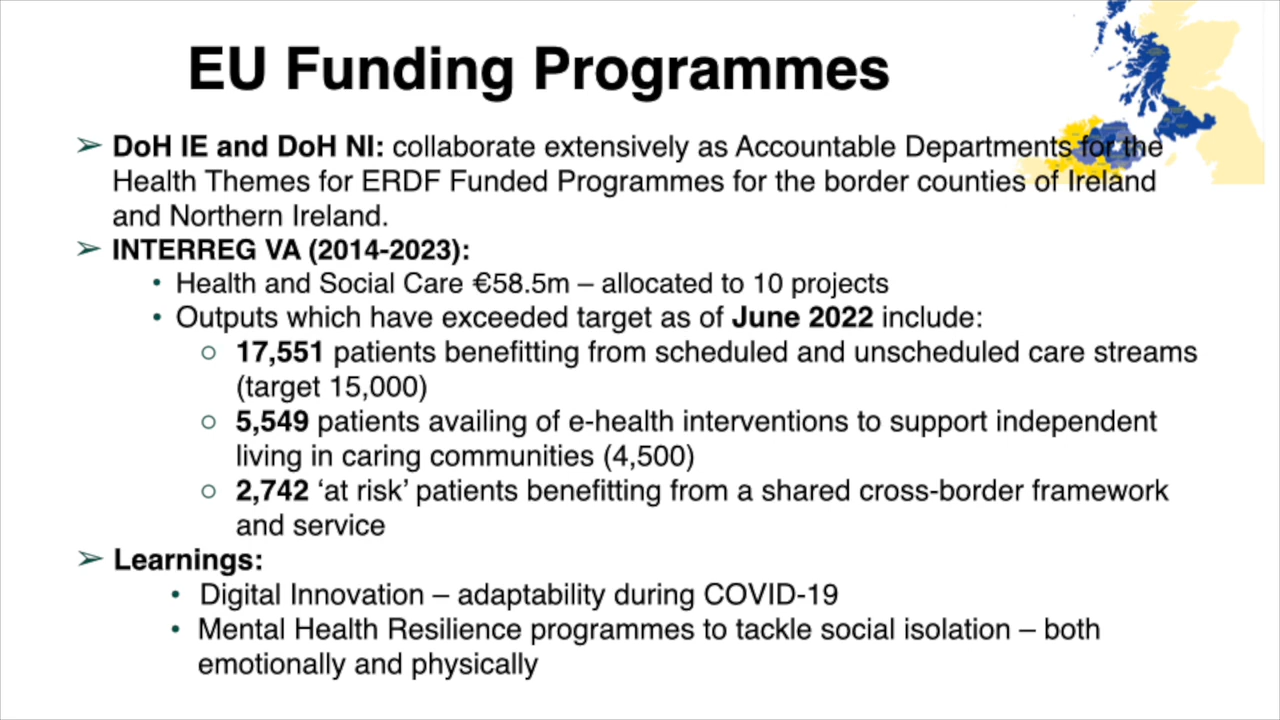 EU Funding Programmes
➢ DoH IE and DoH NI: collaborate extensively as Accountable Departments for the
Health Themes for ERDF Funded Programmes for the border counties of Ireland
and Northern Ireland.
➢ INTERREG VA (2014-2023):
• Health and Social Care €58.5m – allocated to 10 projects
• Outputs which have exceeded target as of June 2022 include:
○ 17,551 patients benefitting from scheduled and unscheduled care streams
(target 15,000)
○ 5,549 patients availing of e-health interventions to support independent
living in caring communities (4,500)
○ 2,742 ‘at risk’ patients benefitting from a shared cross-border framework
and service
➢ Learnings:
• Digital Innovation – adaptability during COVID-19
• Mental Health Resilience programmes to tackle social isolation – both
emotionally and physically